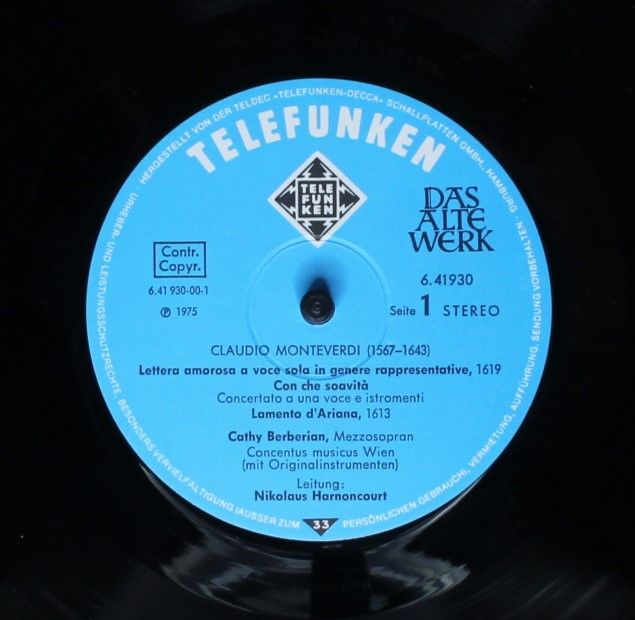 HERGESTELLT VON DER TELDEC »TELEFUNKEN-DECCA« SCHALLPLATTEN GMBH., HAMBURG ·
URHEBER- UND LEISTUNGSSCHUTZRECHTE, BESONDERS VERVIELFÄLTIGUNG (AUSSER ZUM PERSÖNLICHEN GEBRAUCH), VERMIETUNG, AUFFÜHRUNG, SENDUNG VORBEHALTEN ·
TELEFUNKEN
TELE
FUN
KEN
DAS
ALTE
WERK
Contr.
Copyr.
6.41 930-00-1
℗ 1975
6.41930
Seite 1 STEREO
CLAUDIO MONTEVERDI (1567–1643)
Lettera amorosa a voce sola in genere rappresentative, 1619
Con che soavità
Concertato a una voce e istromenti
Lamento d'Ariana, 1613
Cathy Berberian, Mezzosopran
Concentus musicus Wien
(mit Originalinstrumenten)
Leitung:
Nikolaus Harnoncourt
33